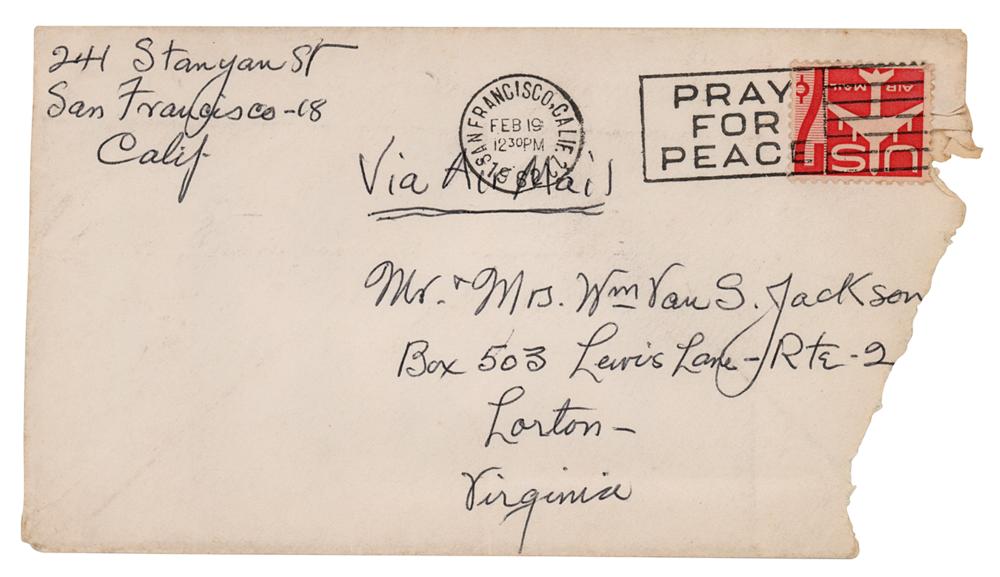 241 Stanyan St
San Francisco-18
Calif
SAN FRANCISCO, CALIF.
FEB 19
12 30 PM
Via Air Mail
PRAY
FOR
PEACE
AIR MAIL
7¢
US
Mr. & Mrs. Wm Van S. Jackson
Box 503 Lewis Lane - Rte - 2
Lorton -
Virginia